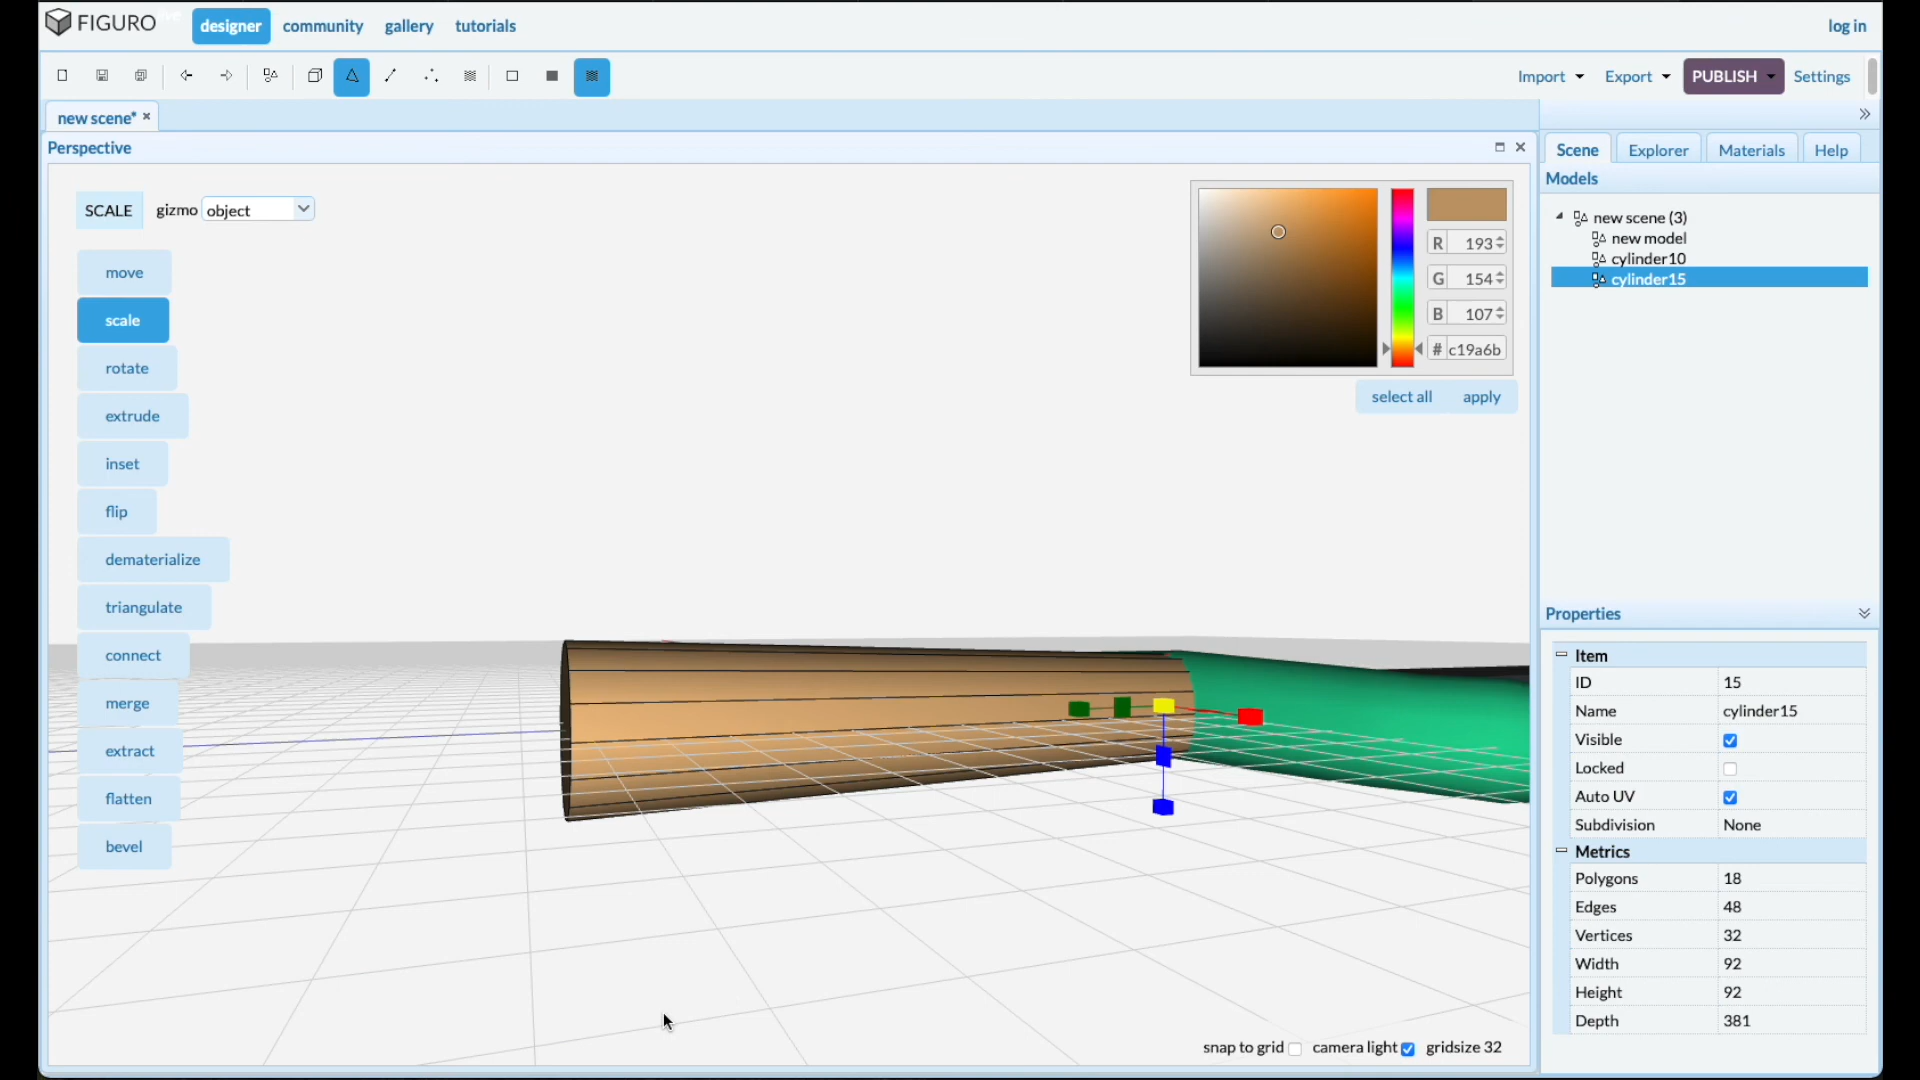 FIGURO designer community gallery tutorials log in
Import Export PUBLISH Settings
new scene* ×
Perspective
Scene Explorer Materials Help
Models
SCALE gizmo object
new scene (3)
new model
cylinder10
cylinder15
move
scale
rotate
extrude
inset
flip
dematerialize
triangulate
connect
merge
extract
flatten
bevel
R 193
G 154
B 107
# c19a6b
select all apply
Properties
Item
ID 15
Name cylinder15
Visible
Locked
Auto UV
Subdivision None
Metrics
Polygons 18
Edges 48
Vertices 32
Width 92
Height 92
Depth 381
snap to grid camera light gridsize 32